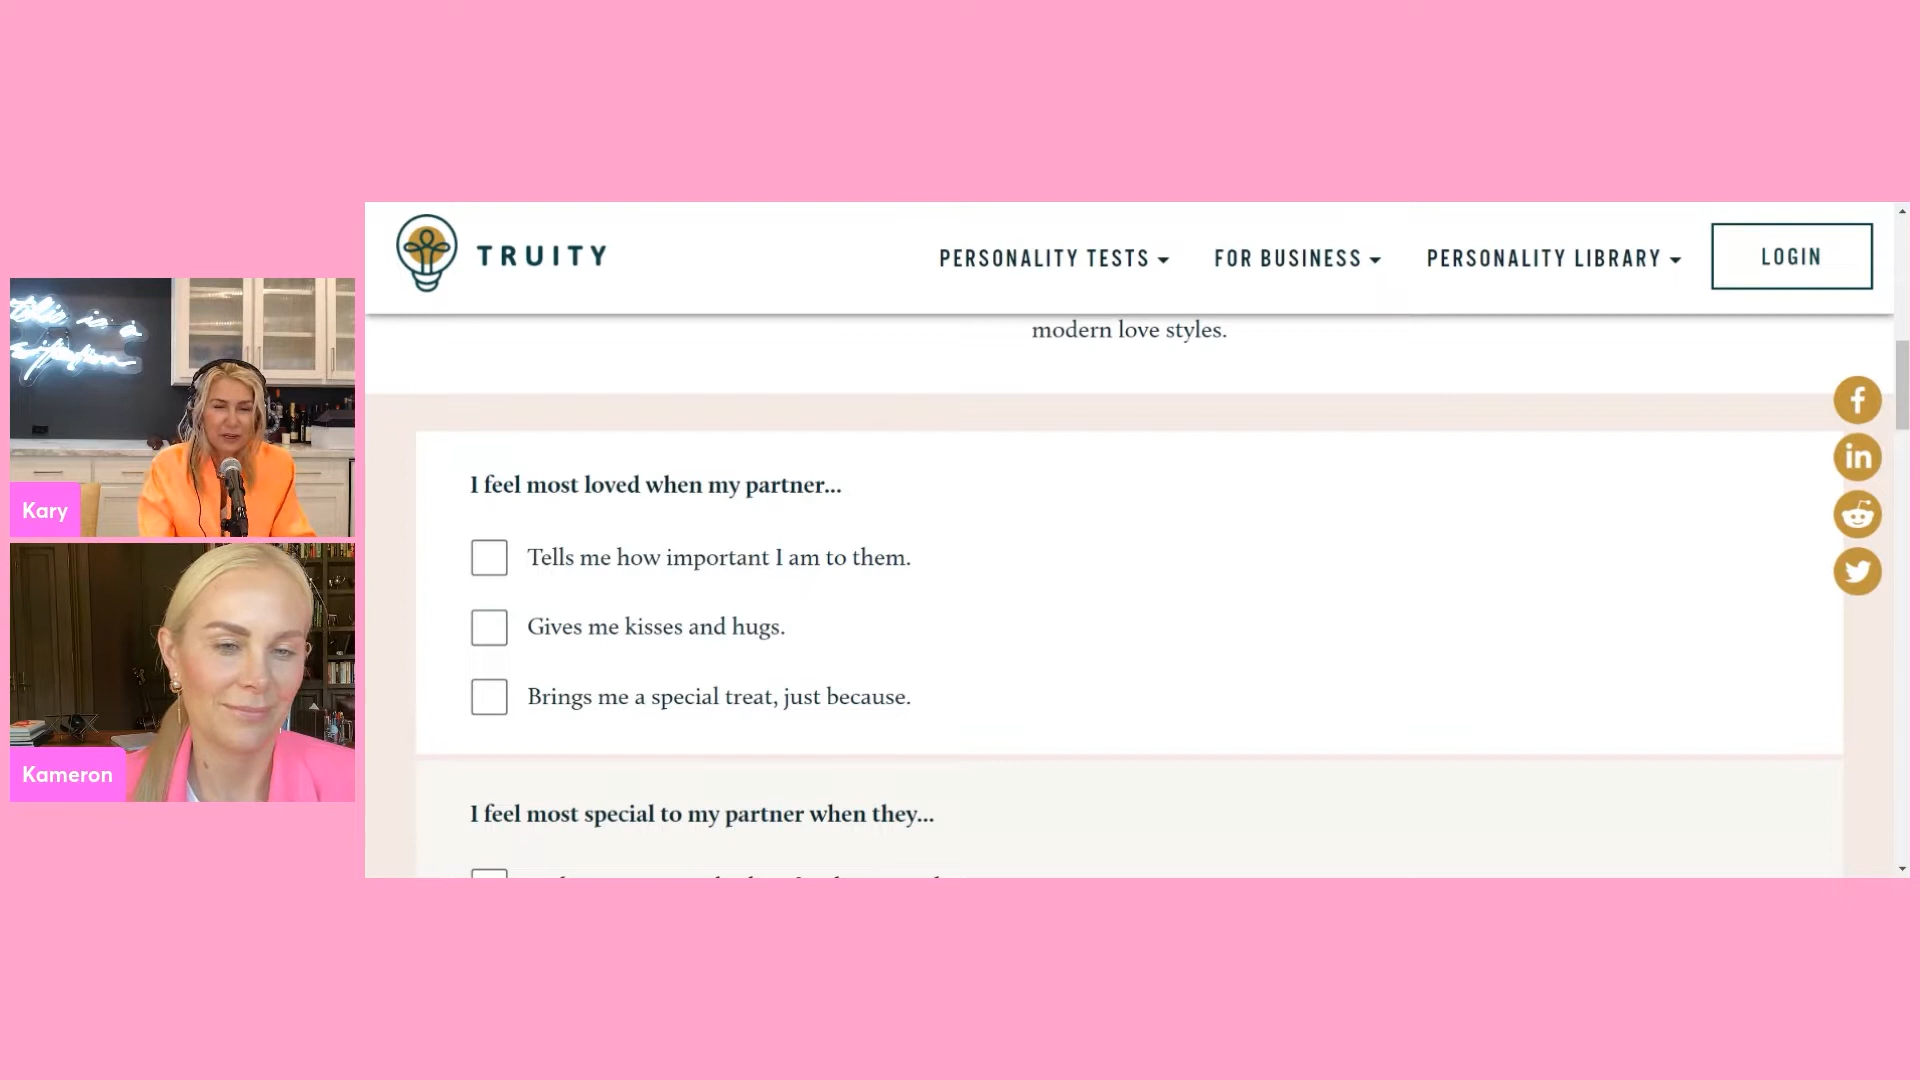 TRUITY
PERSONALITY TESTS
FOR BUSINESS
PERSONALITY LIBRARY
LOGIN
modern love styles.
I feel most loved when my partner...
Tells me how important I am to them.
Gives me kisses and hugs.
Brings me a special treat, just because.
I feel most special to my partner when they...
Kary
Kameron